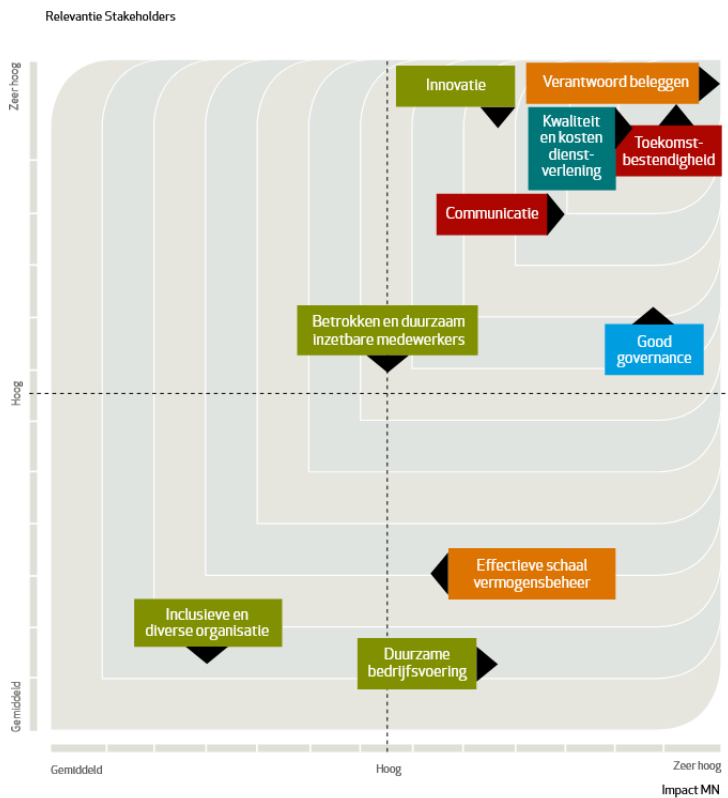 Relevantie Stakeholders
Zeer hoog
Innovatie
Verantwoord beleggen
Kwaliteit
en kosten
dienst-
verlening
Toekomst-
bestendigheid
Communicatie
Betrokken en duurzaam
inzetbare medewerkers
Good
governance
Hoog
Effectieve schaal
vermogensbeheer
Inclusieve en
diverse organisatie
Duurzame
bedrijfsvoering
Gemiddeld
Gemiddeld
Hoog
Zeer hoog
Impact MN